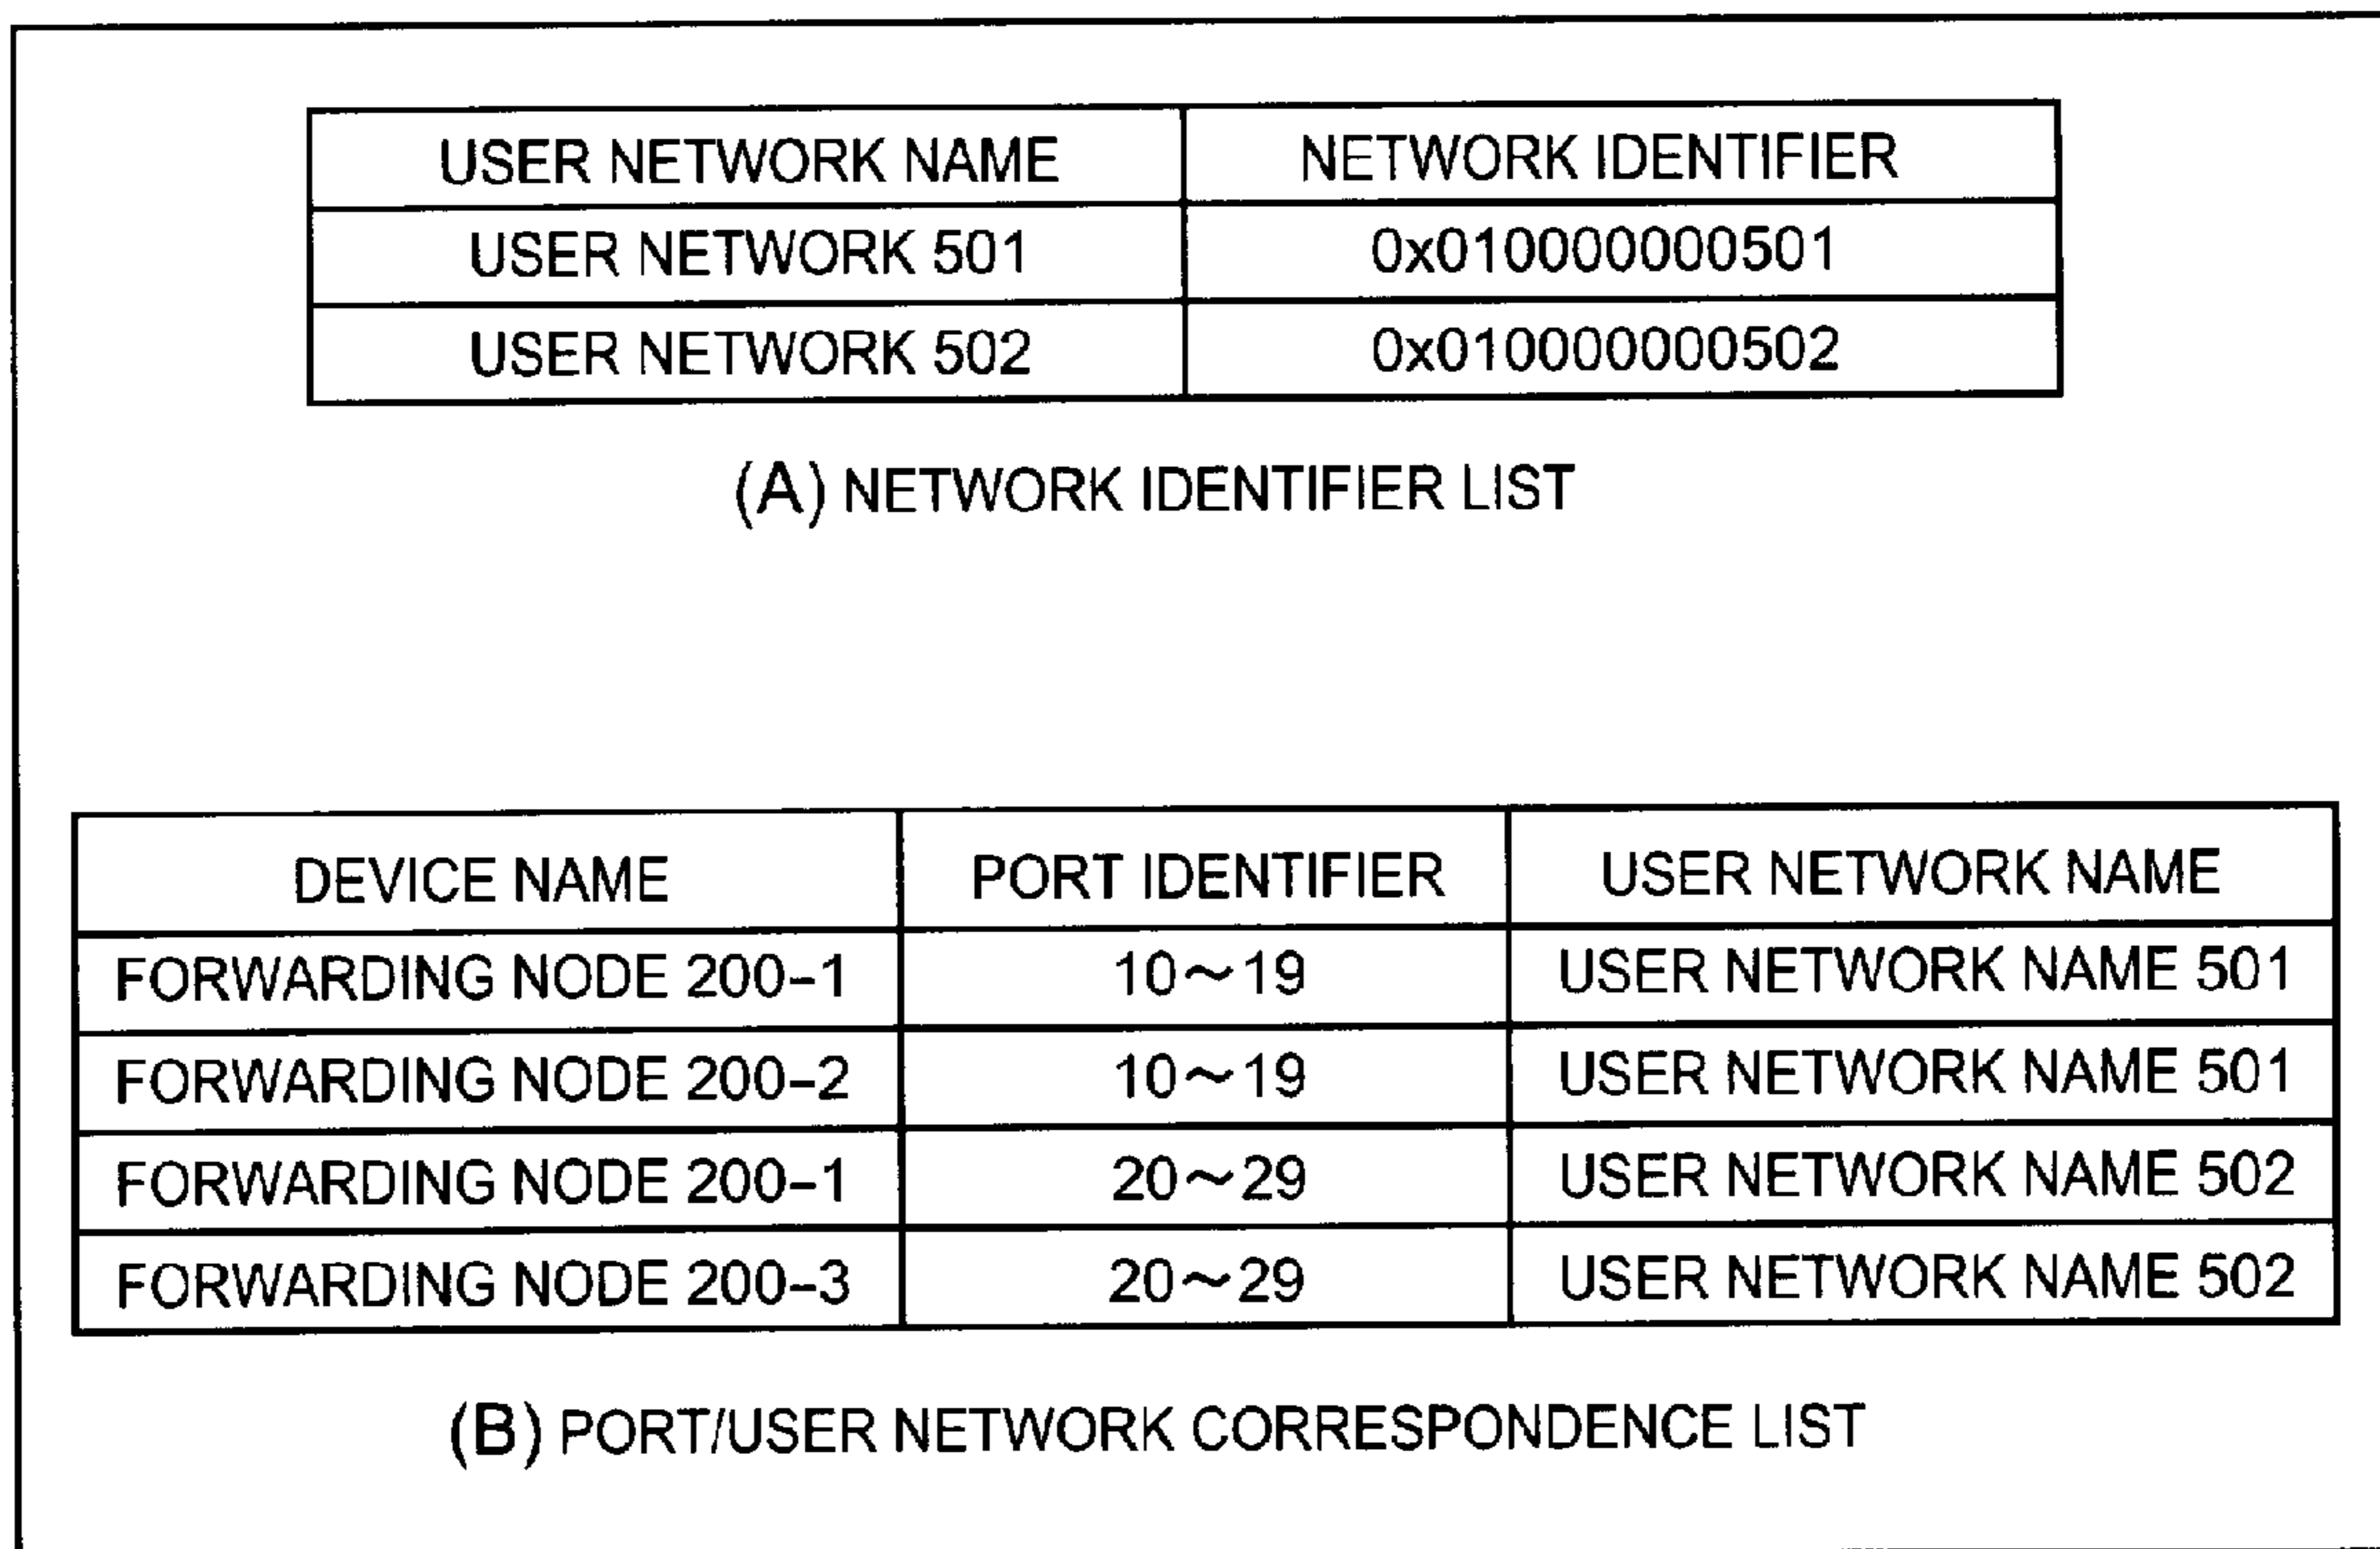 USER NETWORK NAME NETWORK IDENTIFIER
USER NETWORK 501 0x010000000501
USER NETWORK 502 0x010000000502
(A) NETWORK IDENTIFIER LIST
DEVICE NAME PORT IDENTIFIER USER NETWORK NAME
FORWARDING NODE 200-1 10~19 USER NETWORK NAME 501
FORWARDING NODE 200-2 10~19 USER NETWORK NAME 501
FORWARDING NODE 200-1 20~29 USER NETWORK NAME 502
FORWARDING NODE 200-3 20~29 USER NETWORK NAME 502
(B) PORT/USER NETWORK CORRESPONDENCE LIST